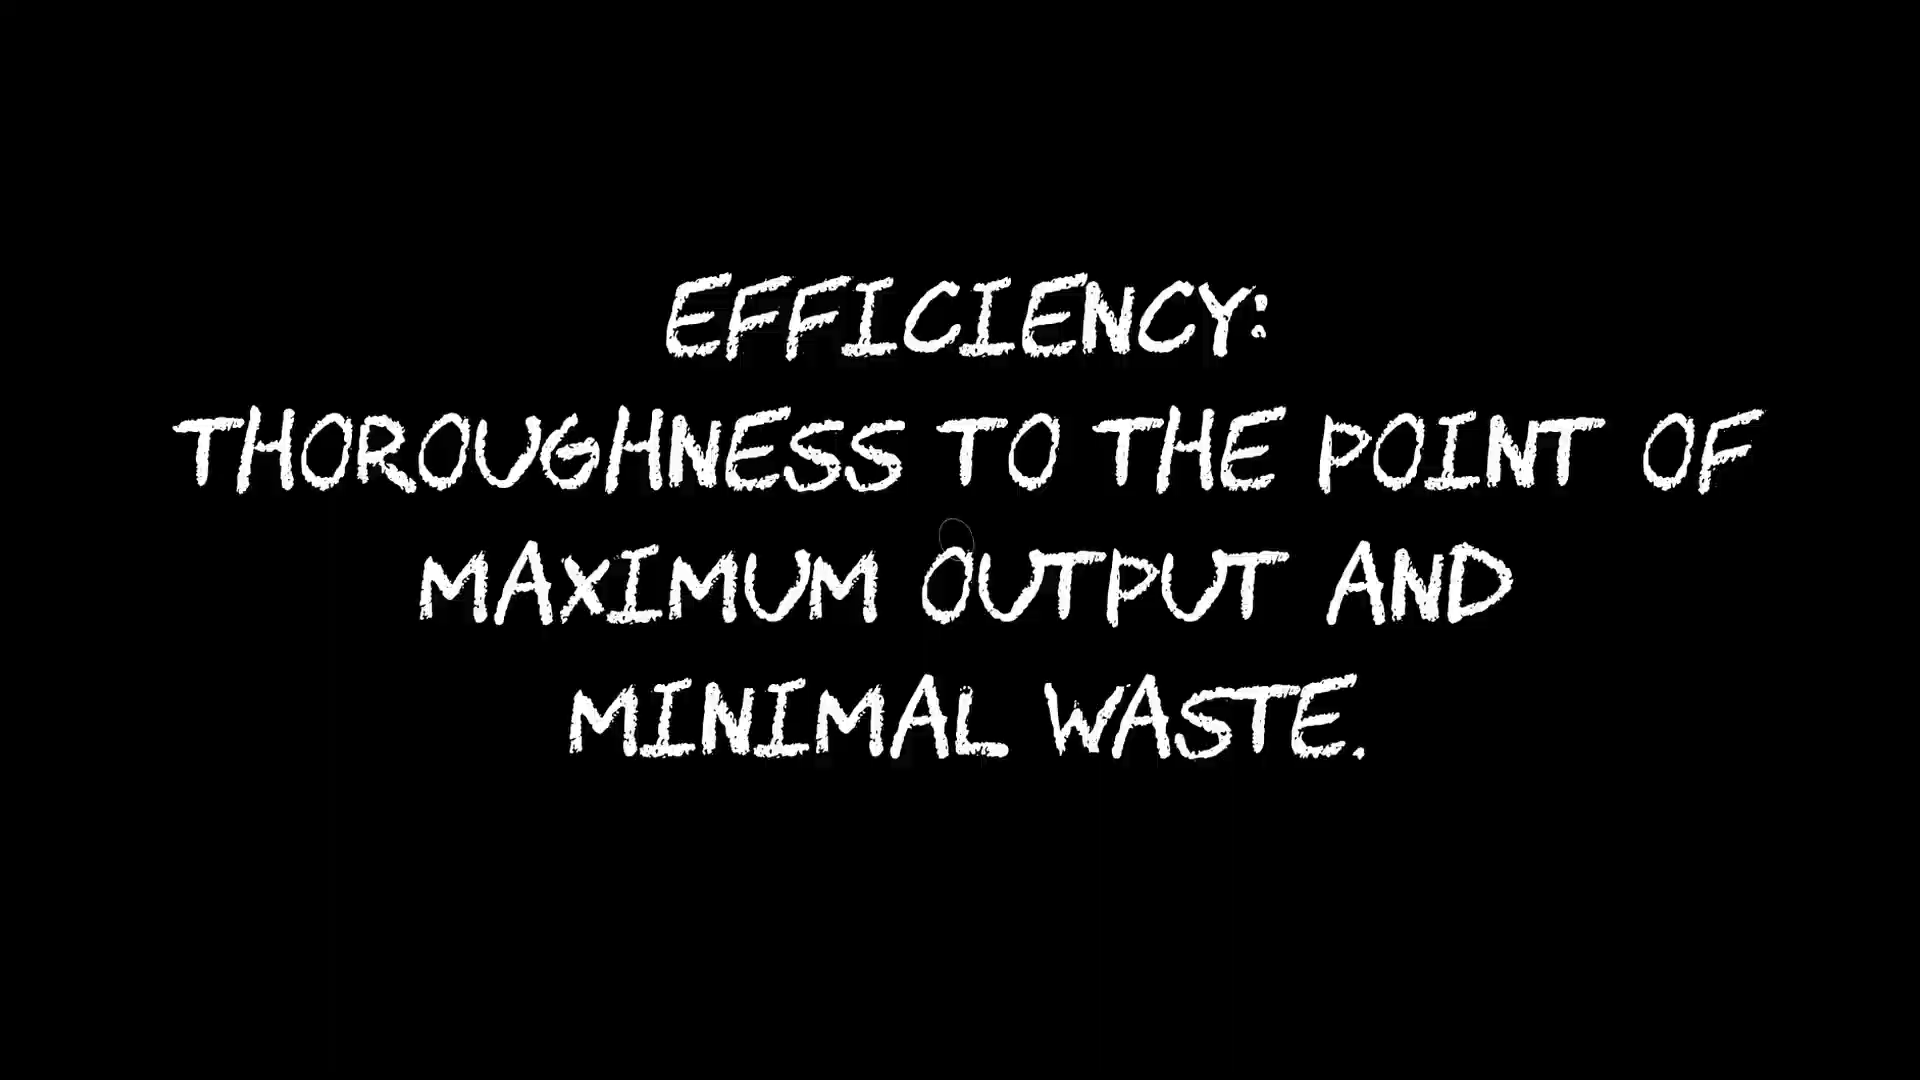 EFFICIENCY:
THOROUGHNESS TO THE POINT OF
MAXIMUM OUTPUT AND
MINIMAL WASTE.